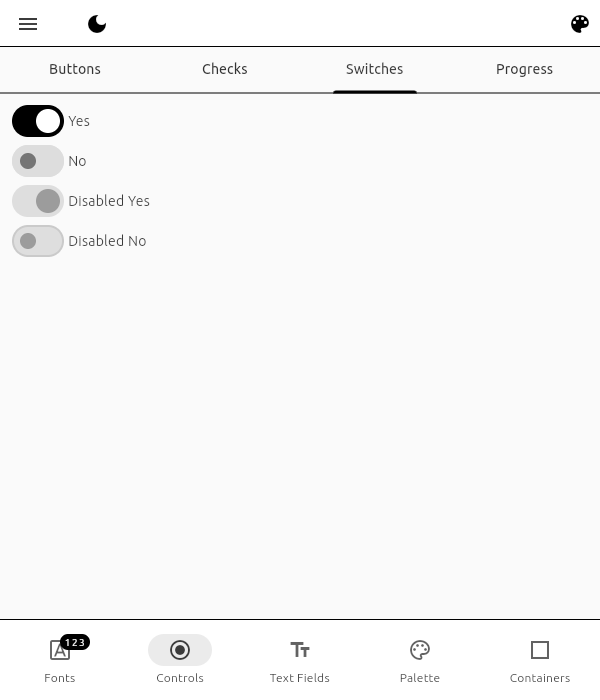 Buttons Checks Switches Progress
Yes
No
Disabled Yes
Disabled No
A 123
Fonts Controls Text Fields Palette Containers